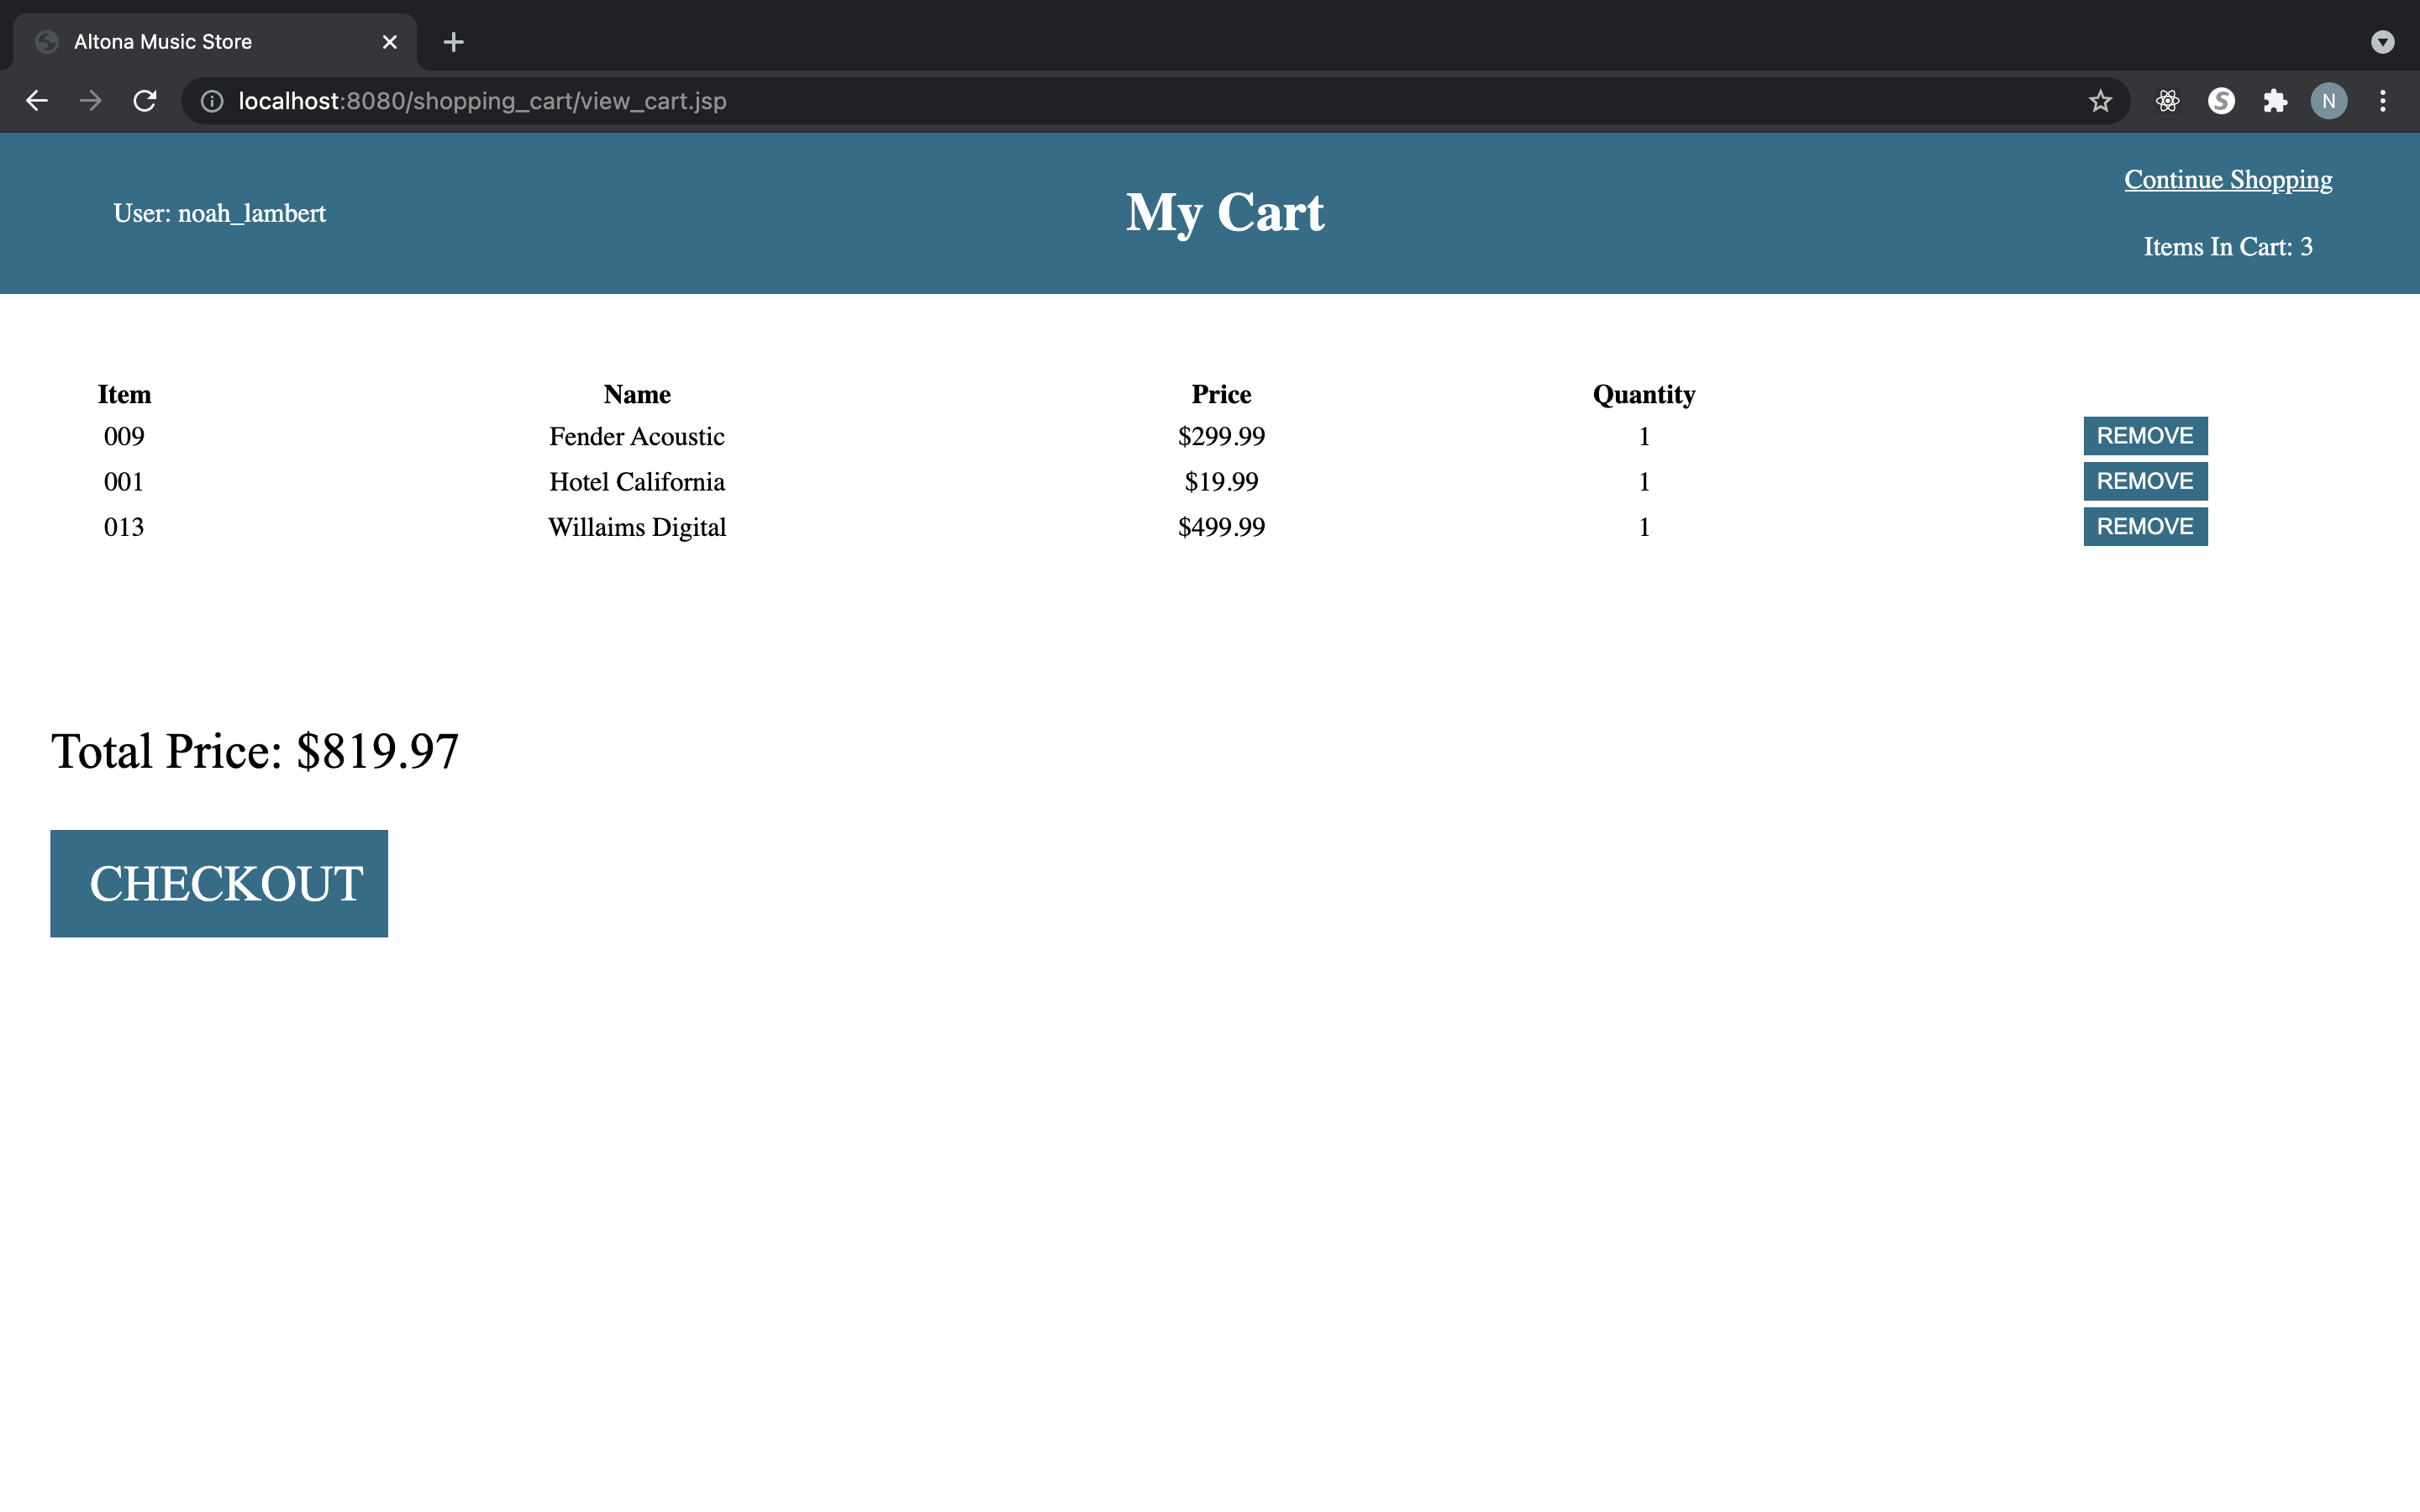 Altona Music Store
localhost:8080/shopping_cart/view_cart.jsp
S
N
User: noah_lambert
My Cart
Continue Shopping
Items In Cart: 3
Item Name Price Quantity
009 Fender Acoustic $299.99 1 REMOVE
001 Hotel California $19.99 1 REMOVE
013 Willaims Digital $499.99 1 REMOVE
Total Price: $819.97
CHECKOUT